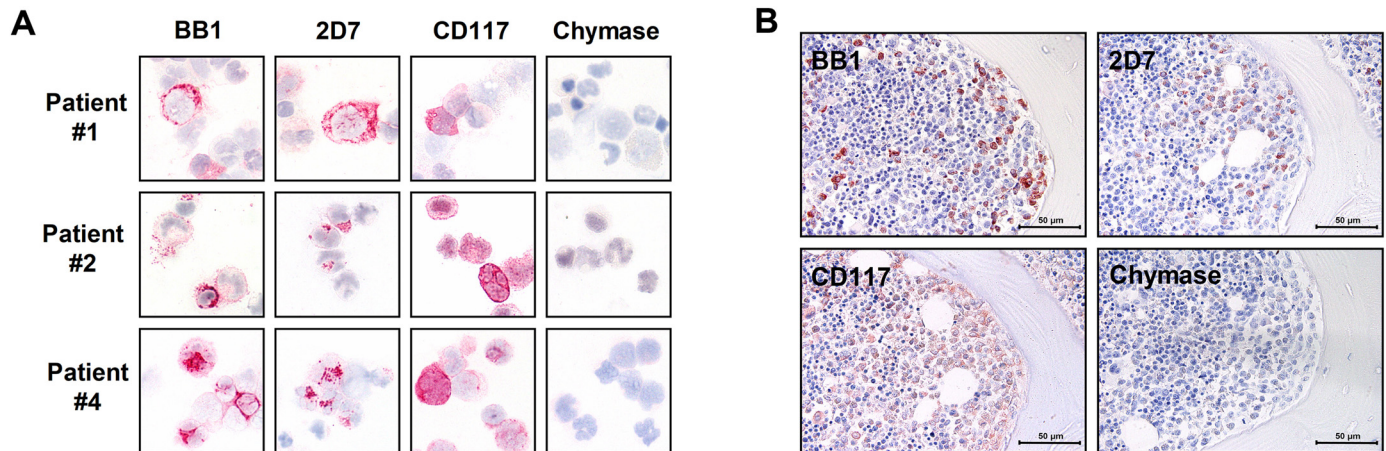 A
BB1 2D7 CD117 Chymase
Patient
#1
Patient
#2
Patient
#4
B
BB1
50 µm
2D7
50 µm
CD117
50 µm
Chymase
50 µm